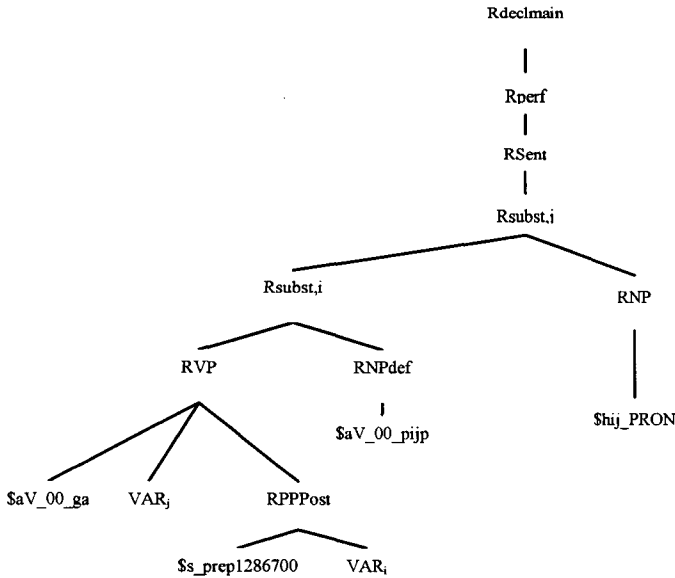 Rdeclmain
Rperf
RSent
Rsubst,j
Rsubst,i RNP
RVP RNPdef
$aV_00_pijp $hij_PRON
$aV_00_ga VARj RPPPost
$s_prep1286700 VARi